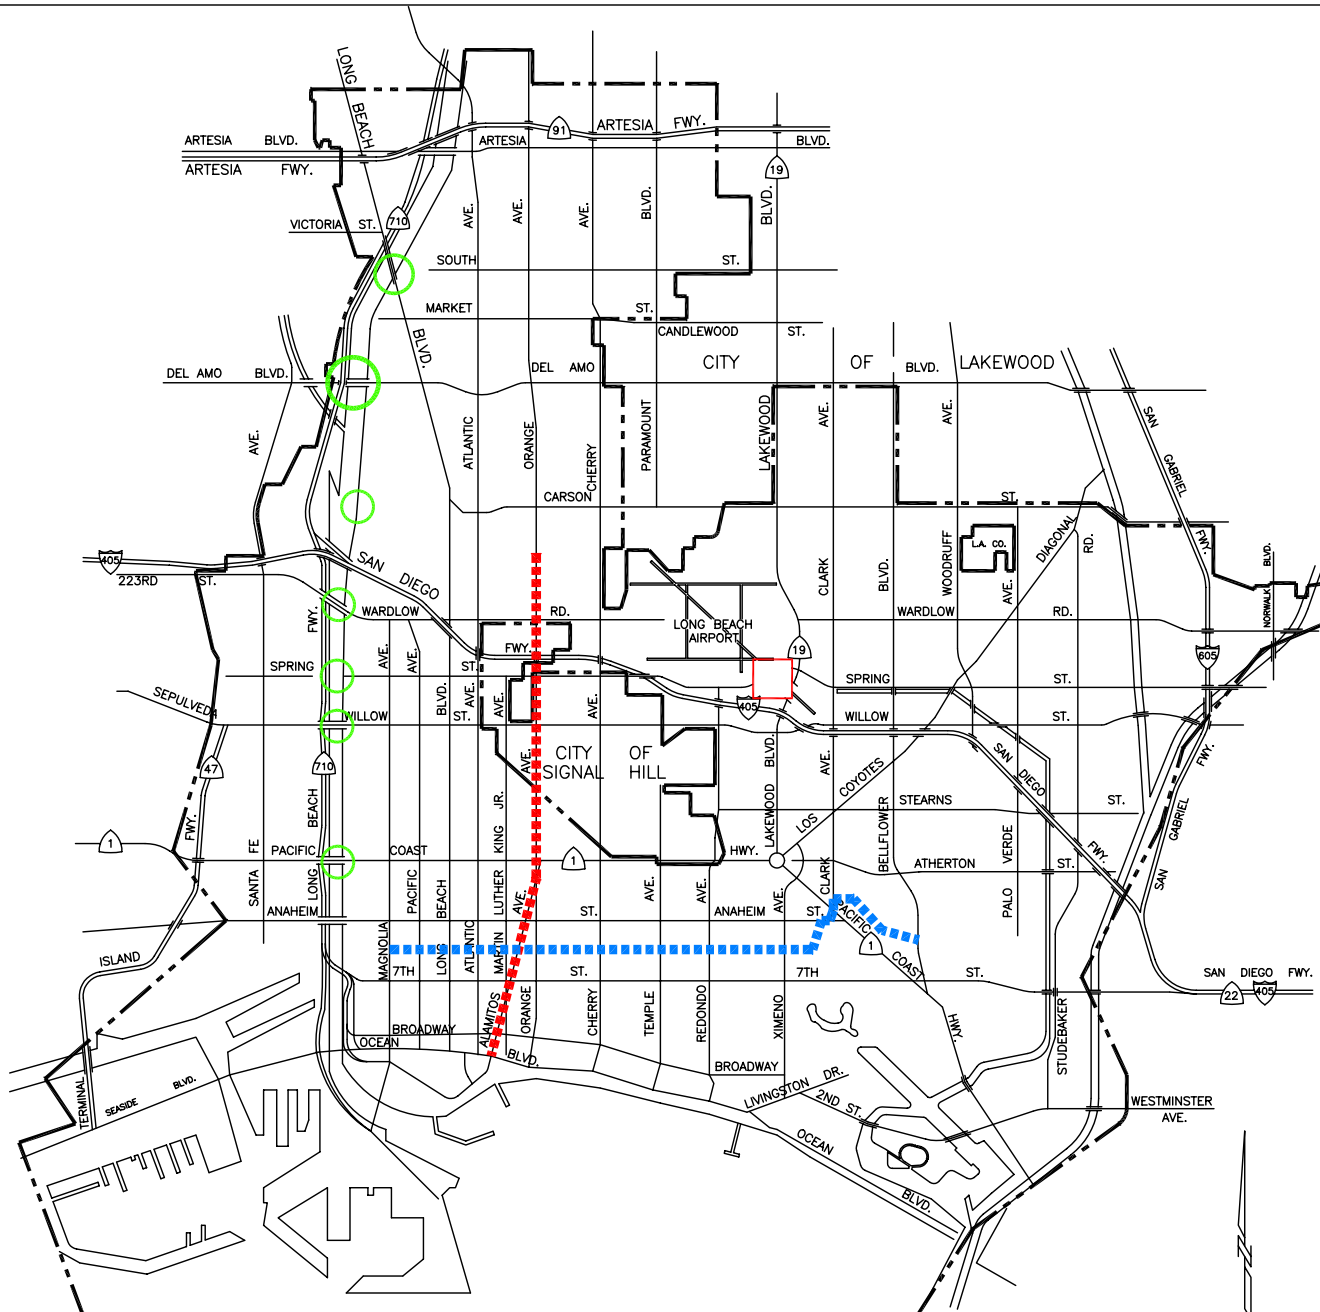 LONG BEACH
ARTESIA BLVD.
ARTESIA FWY.
91
ARTESIA FWY.
ARTESIA
BLVD.
19
BLVD.
VICTORIA ST.
710
AVE.
AVE.
AVE.
BLVD.
SOUTH ST.
MARKET ST.
CANDLEWOOD ST.
BLVD.
CITY OF LAKEWOOD
DEL AMO BLVD.
DEL AMO
BLVD.
AVE.
ATLANTIC
ORANGE
CHERRY
PARAMOUNT
LAKEWOOD
AVE.
AVE.
SAN GABRIEL FWY.
CARSON
ST.
405
223RD ST.
SAN DIEGO
FWY.
WARDLOW RD.
L.A. CO.
CLARK
BLVD.
WOODRUFF
AVE.
DIAGONAL
RD.
NORWALK BLVD.
WARDLOW RD.
LONG BEACH
AIRPORT
19
FWY.
605
SPRING ST.
SPRING ST.
AVE.
AVE.
BLVD.
AVE.
AVE.
AVE.
405
SEPULVEDA
WILLOW ST.
WILLOW ST.
47
710
CITY OF
SIGNAL HILL
AVE.
BLVD.
AVE.
SAN DIEGO
FWY.
FWY.
LOS COYOTES
STEARNS ST.
FWY.
BEACH
KING JR.
LAKEWOOD
BELLFLOWER
GABRIEL
SAN
1
PACIFIC COAST
1
HWY.
ATHERTON ST.
SANTA FE
LONG
PACIFIC
BEACH
LUTHER
AVE.
AVE.
AVE.
AVE.
CLARK
PALO VERDE
ANAHEIM ST.
ANAHEIM ST.
PACIFIC
1
COAST
HWY.
ISLAND
MAGNOLIA
LONG
ATLANTIC
MARTIN
7TH ST.
7TH ST.
SAN DIEGO FWY.
22
405
ALAMITOS
ORANGE
CHERRY
TEMPLE
REDONDO
XIMENO
STUDEBAKER
BROADWAY
OCEAN
BLVD.
BROADWAY
TERMINAL
SEASIDE BLVD.
LIVINGSTON DR.
2ND ST.
WESTMINSTER
AVE.
OCEAN
BLVD.
N